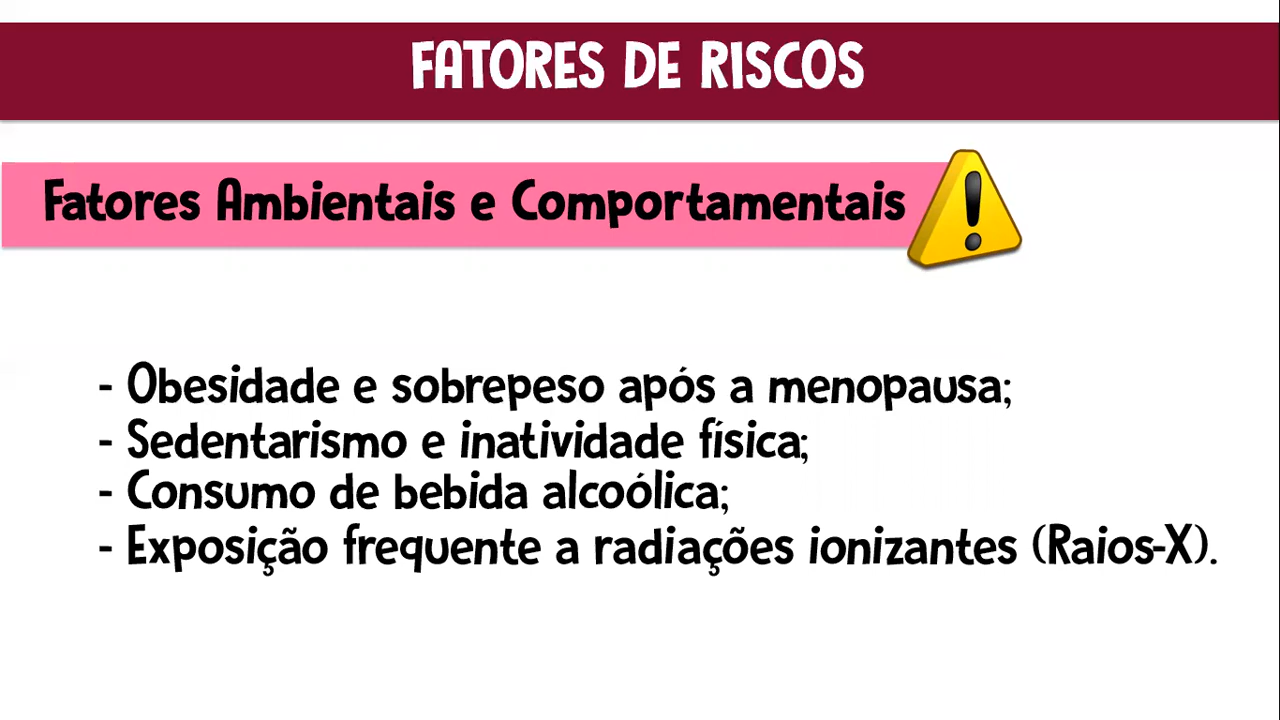 FATORES DE RISCOS
Fatores Ambientais e Comportamentais
- Obesidade e sobrepeso após a menopausa;
- Sedentarismo e inatividade física;
- Consumo de bebida alcoólica;
- Exposição frequente a radiações ionizantes (Raios-X).